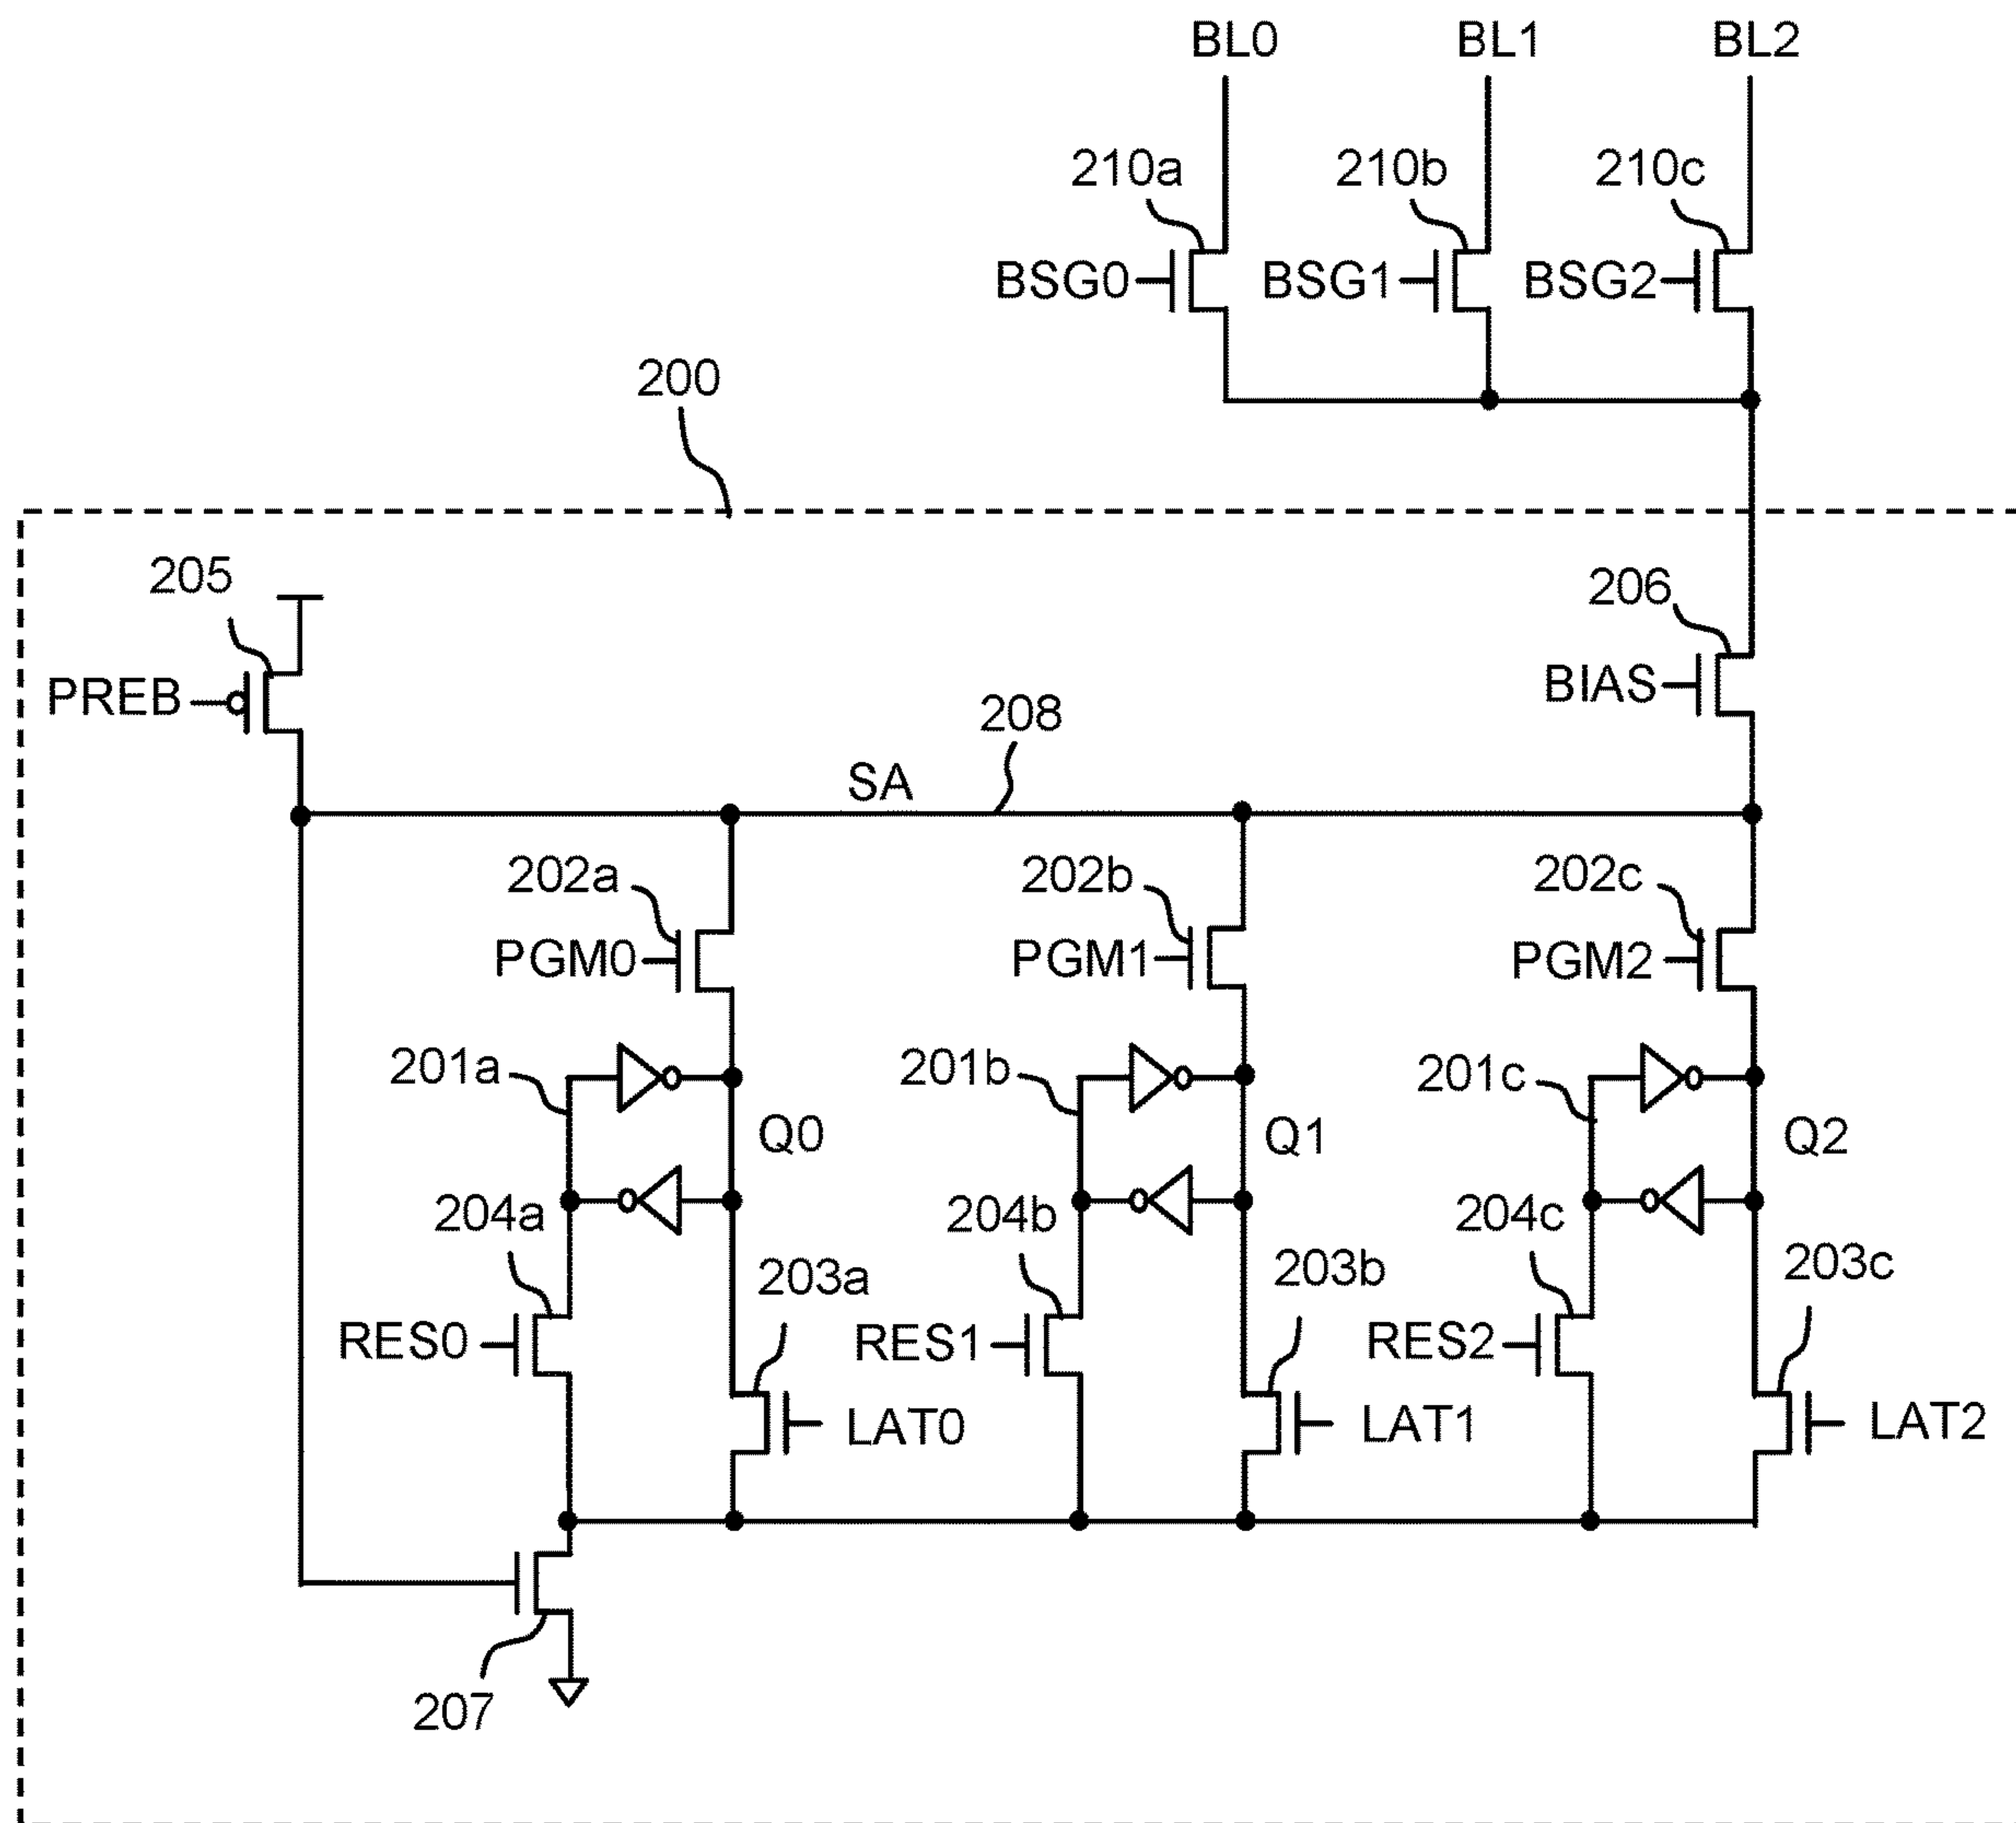 BL0 BL1 BL2
210a 210b 210c
BSG0 BSG1 BSG2
200
205 206
PREB BIAS
208
SA
202a 202b 202c
PGM0 PGM1 PGM2
201a 201b 201c
Q0 Q1 Q2
204a 204b 204c
203a 203b 203c
RES0 RES1 RES2
LAT0 LAT1 LAT2
207